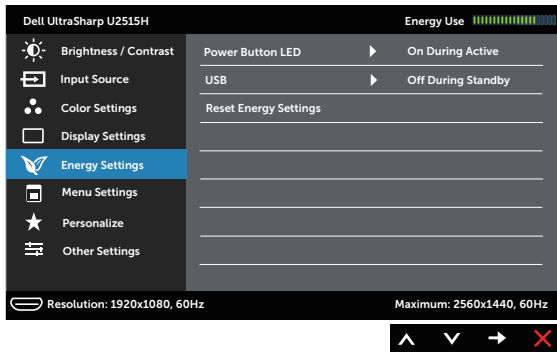 Dell UltraSharp U2515H Energy Use
Brightness / Contrast Power Button LED On During Active
Input Source USB Off During Standby
Color Settings Reset Energy Settings
Display Settings
Energy Settings
Menu Settings
Personalize
Other Settings
Resolution: 1920x1080, 60Hz Maximum: 2560x1440, 60Hz